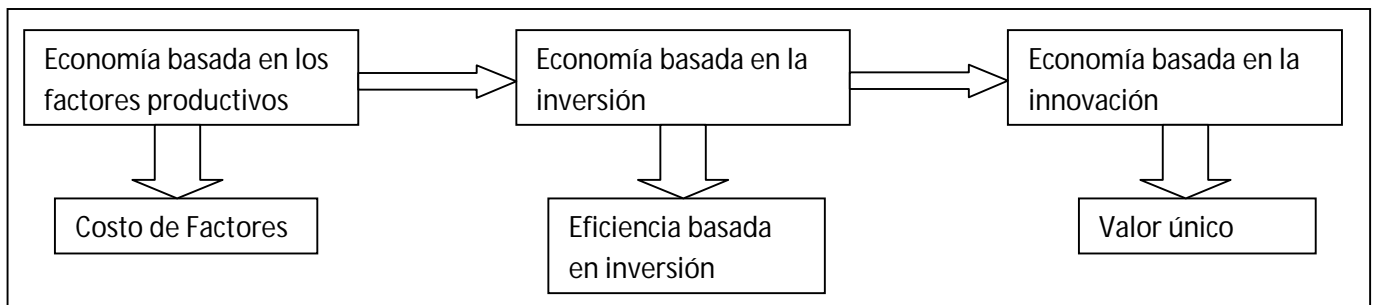 Economía basada en los
factores productivos
Economía basada en la
inversión
Economía basada en la
innovación
Costo de Factores
Eficiencia basada
en inversión
Valor único